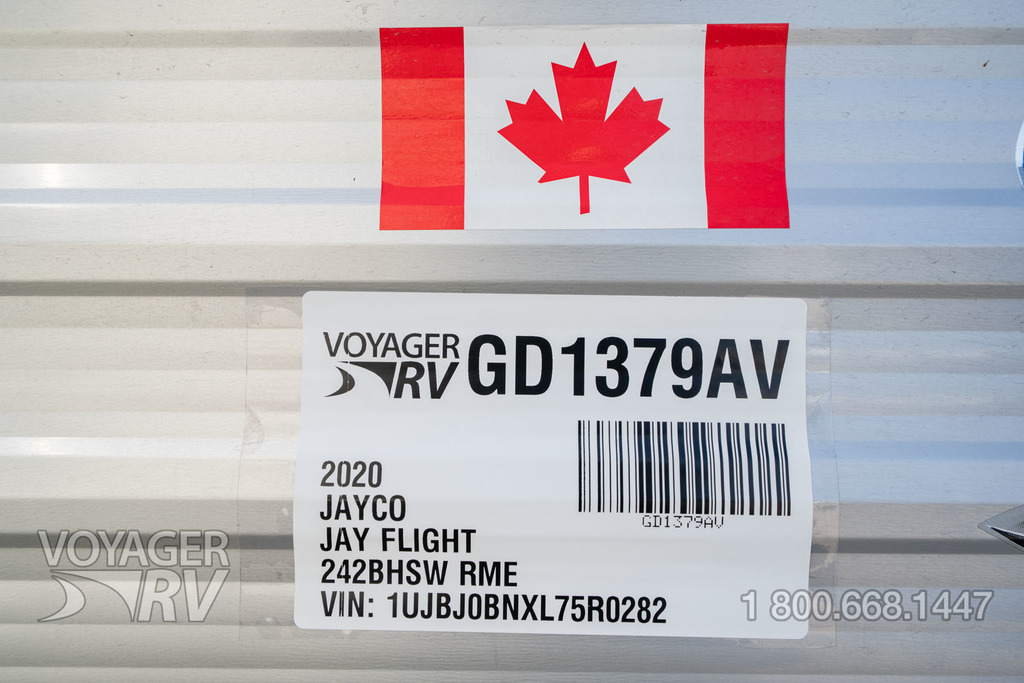 VOYAGER RV GD1379AV
GD1379AV
2020
JAYCO
JAY FLIGHT
242BHSW RME
VIN: 1UJBJ0BNXL75R0282
VOYAGER
RV
1 800.668.1447